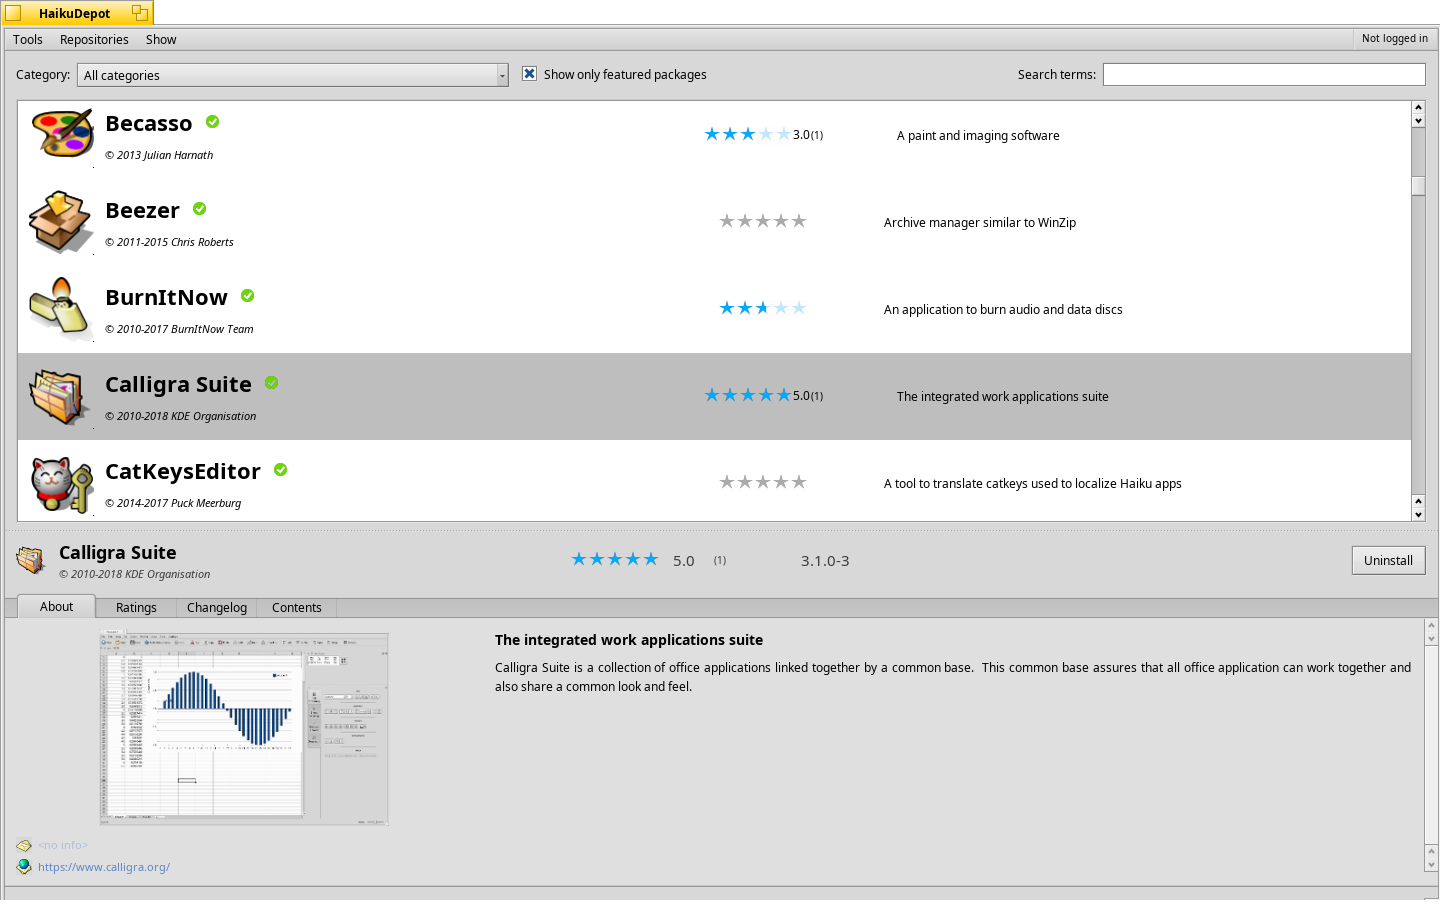 HaikuDepot
Tools Repositories Show Not logged in
Category: All categories Show only featured packages Search terms:
Becasso
3.0(1) A paint and imaging software
© 2013 Julian Harnath
Beezer
Archive manager similar to WinZip
© 2011-2015 Chris Roberts
BurnItNow
An application to burn audio and data discs
© 2010-2017 BurnItNow Team
Calligra Suite
5.0(1) The integrated work applications suite
© 2010-2018 KDE Organisation
CatKeysEditor
A tool to translate catkeys used to localize Haiku apps
© 2014-2017 Puck Meerburg
Calligra Suite
5.0 (1) 3.1.0-3 Uninstall
© 2010-2018 KDE Organisation
About Ratings Changelog Contents
The integrated work applications suite
Calligra Suite is a collection of office applications linked together by a common base. This common base assures that all office application can work together and
also share a common look and feel.
<no info>
https://www.calligra.org/